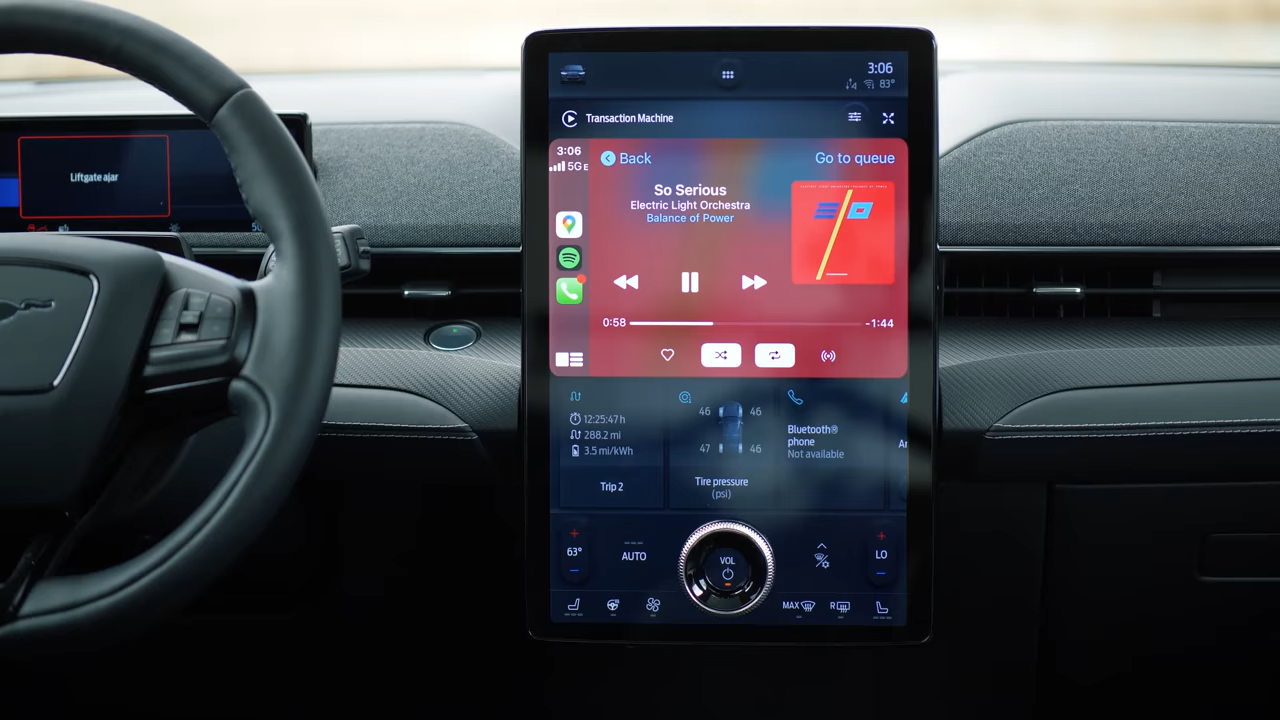 Liftgate ajar
3:06
83°
Transaction Machine
3:06
5G E
Back
Go to queue
So Serious
Electric Light Orchestra
Balance of Power
0:58
-1:44
12:25:47 h
288.2 mi
3.5 mi/kWh
Trip 2
46 46
47 46
Tire pressure
(psi)
Bluetooth®
phone
Not available
63°
AUTO
VOL
LO
MAX
R